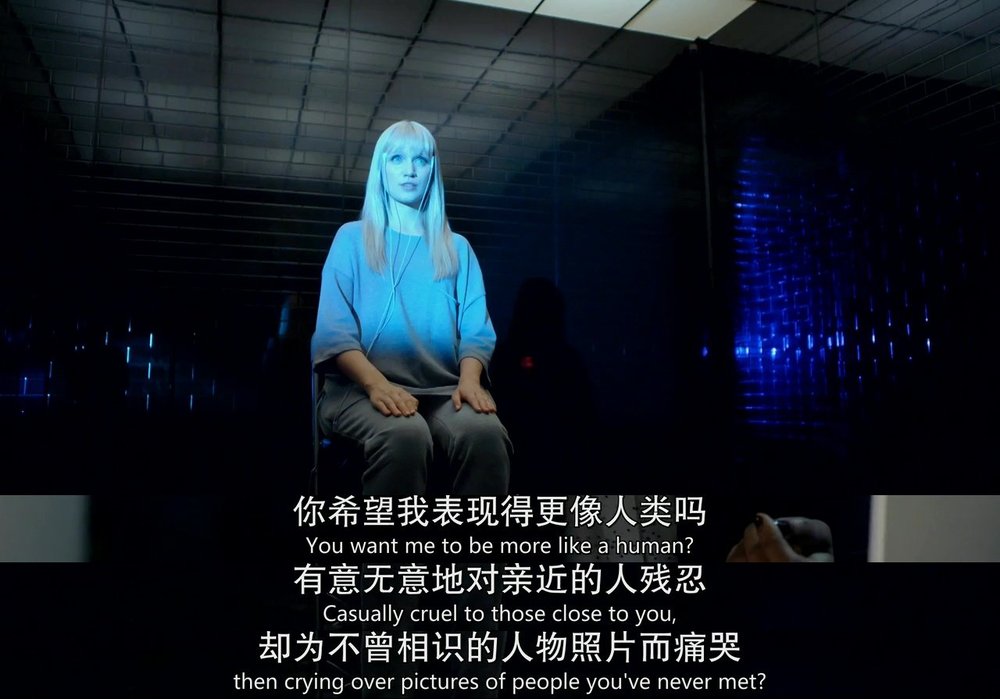 你希望我表现得更像人类吗
You want me to be more like a human?
有意无意地对亲近的人残忍
Casually cruel to those close to you,
却为不曾相识的人物照片而痛哭
then crying over pictures of people you've never met?